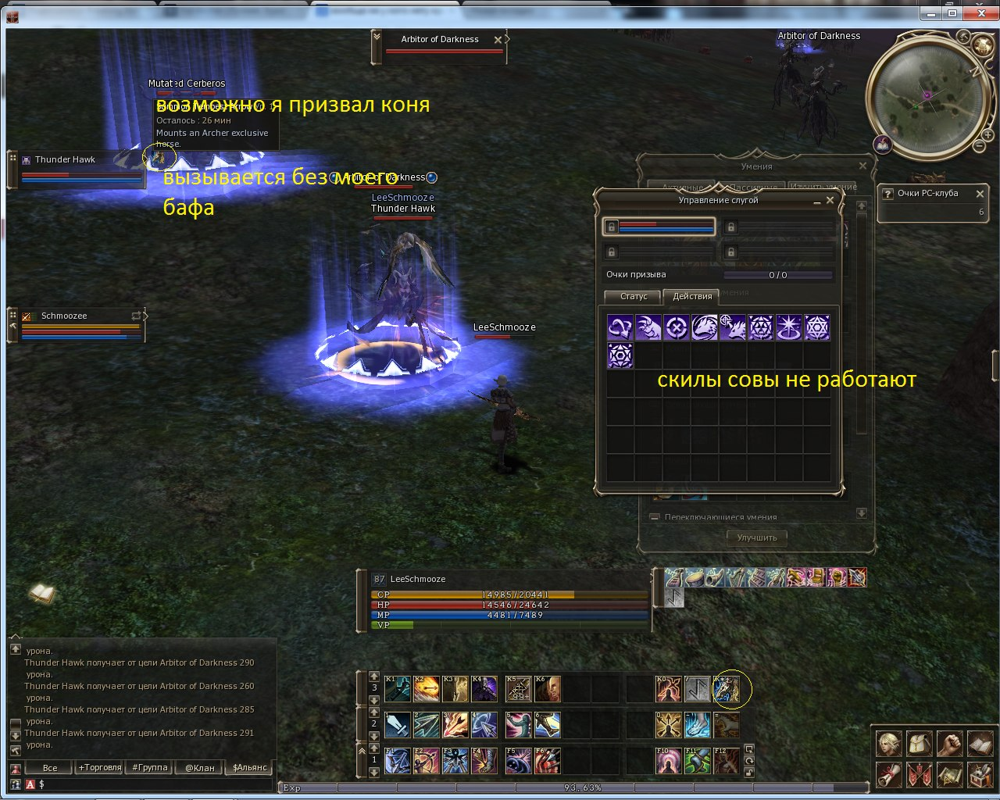 Arbitor of Darkness
Arbitor of Darkness
Mutated Cerberos
возможно я призвал коня
Осталось : 26 мин
Mounts an Archer exclusive
horse.
Thunder Hawk
вызывается без моего
бафа
Arbitor of Darkness
LeeSchmooze
Thunder Hawk
Умения
Активные
Пассивные
Изучить умение
Управление слугой
Очки PC-клуба
6
Очки призыва
0/0
Статус
Действия
Schmoozee
LeeSchmooze
скилы совы не работают
Переключающиеся умения
Улучшить
87 LeeSchmooze
CP 14985/20441
HP 14546/24642
MP 4481/7489
VP
урона.
Thunder Hawk получает от цели Arbitor of Darkness 290
урона.
Thunder Hawk получает от цели Arbitor of Darkness 260
урона.
Thunder Hawk получает от цели Arbitor of Darkness 285
урона.
Thunder Hawk получает от цели Arbitor of Darkness 291
урона.
Все
+Торговля
#Группа
@Клан
$Альянс
A $
3
K1 K2 K3 K4 K5 K6 K0
99+
2
1 2 3 4 5 6 0 - =
1
F1 F2 F3 F4 F5 F6 F10 F11 F12
Exp
93.63%